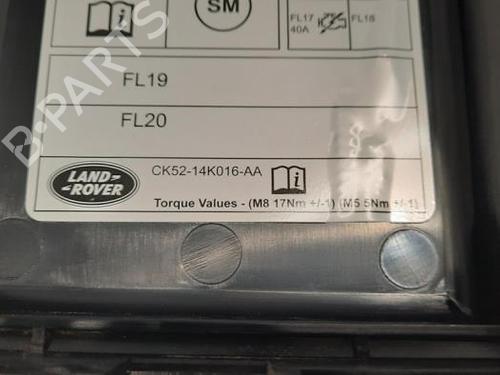 SM
FL17
40A
FL18
FL19
FL20
LAND-
-ROVER
CK52-14K016-AA
i
Torque Values - (M8 17Nm +/-1) (M5 5Nm +/-1)
B-PARTS